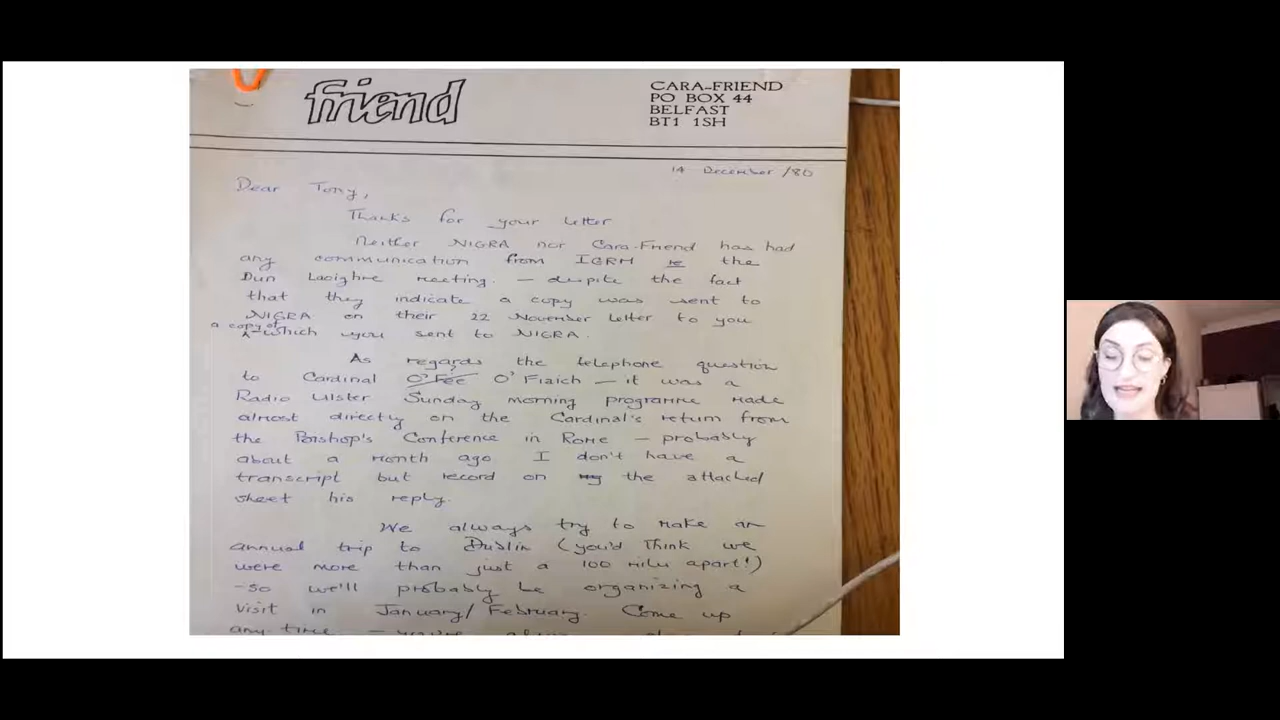 friend
CARA-FRIEND
PO BOX 44
BELFAST
BT1 1SH
14 December /80
Dear Tony,
Thanks for your letter
Neither NIGRA nor Cara-Friend has had
any communication from IGRM re the
Dun Laoighre meeting. - despite the fact
that they indicate a copy was sent to
NIGRA on their 22 November letter to you
a copy of
which you sent to NIGRA.
As regards the telephone question
to Cardinal O'Fee O'Fiaich - it was a
Radio Ulster Sunday morning programme made
almost directly on the Cardinal's return from
the Bishop's Conference in Rome - probably
about a month ago I don't have a
transcript but record on my the attached
sheet his reply.
We always try to make an
annual trip to Dublin (you'd think we
were more than just a 100 miles apart!)
- so we'll probably be organizing a
visit in January/February. Come up
any time -